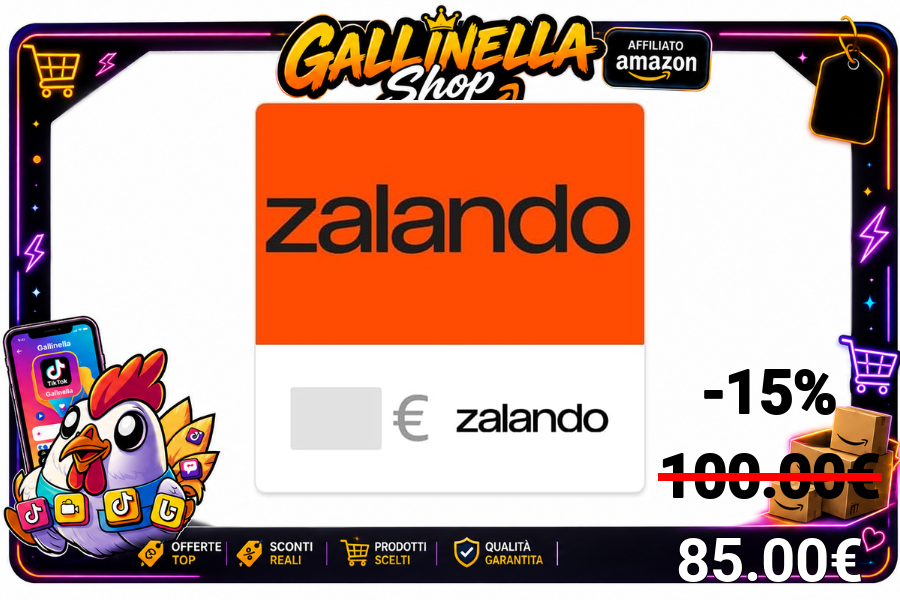 GALLINELLA
Shop
AFFILIATO
amazon
zalando
€ zalando
Gallinella
TikTok
Gallinella
-15%
100.00€
85.00€
OFFERTE
TOP
SCONTI
REALI
PRODOTTI
SCELTI
QUALITÀ
GARANTITA